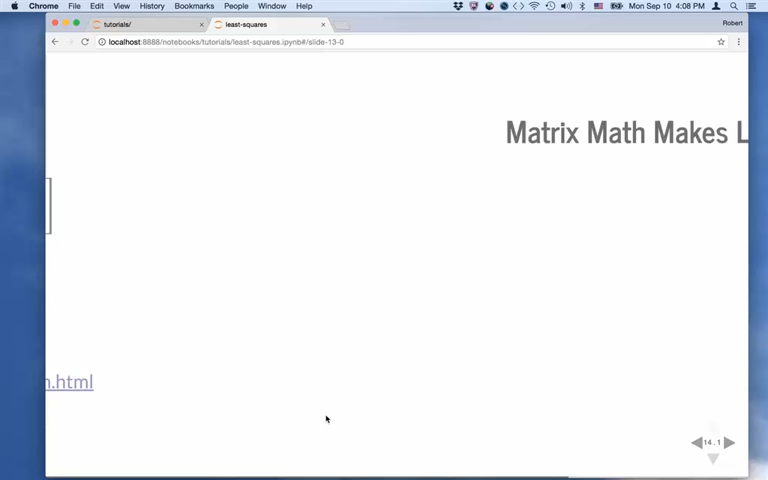 Chrome File Edit View History Bookmarks People Window Help Mon Sep 10 4:08 PM
tutorials/ least-squares Robert
localhost:8888/notebooks/tutorials/least-squares.ipynb#/slide-13-0
Matrix Math Makes L
.html
14.1